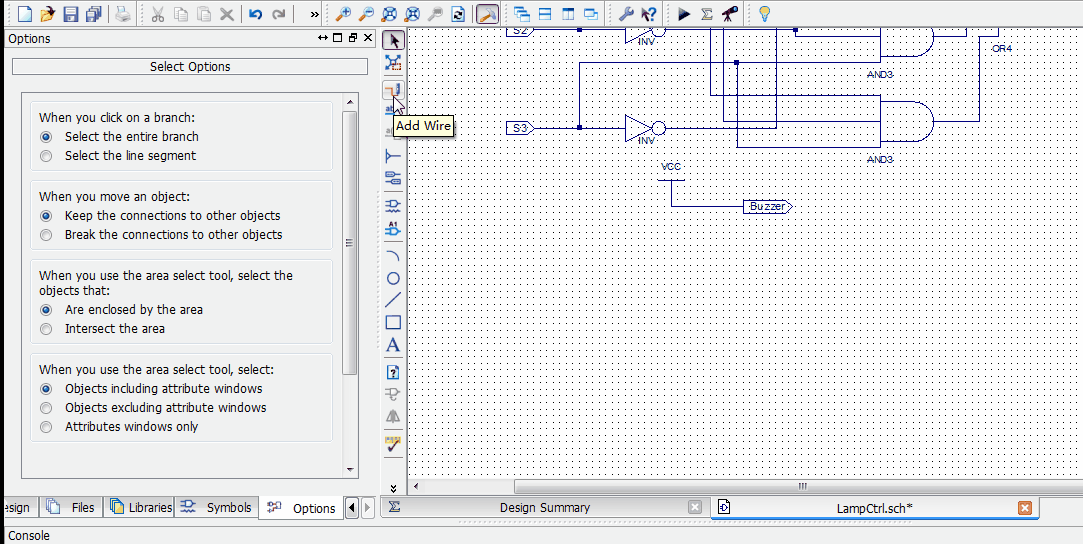 Options
Select Options
When you click on a branch:
Select the entire branch
Select the line segment
When you move an object:
Keep the connections to other objects
Break the connections to other objects
When you use the area select tool, select the
objects that:
Are enclosed by the area
Intersect the area
When you use the area select tool, select:
Objects including attribute windows
Objects excluding attribute windows
Attributes windows only
esign
Files
Libraries
Symbols
Options
Console
Add Wire
A1
A
S2
INV
OR4
AND3
S3
INV
AND3
VCC
Buzzer
Design Summary
LampCtrl.sch*